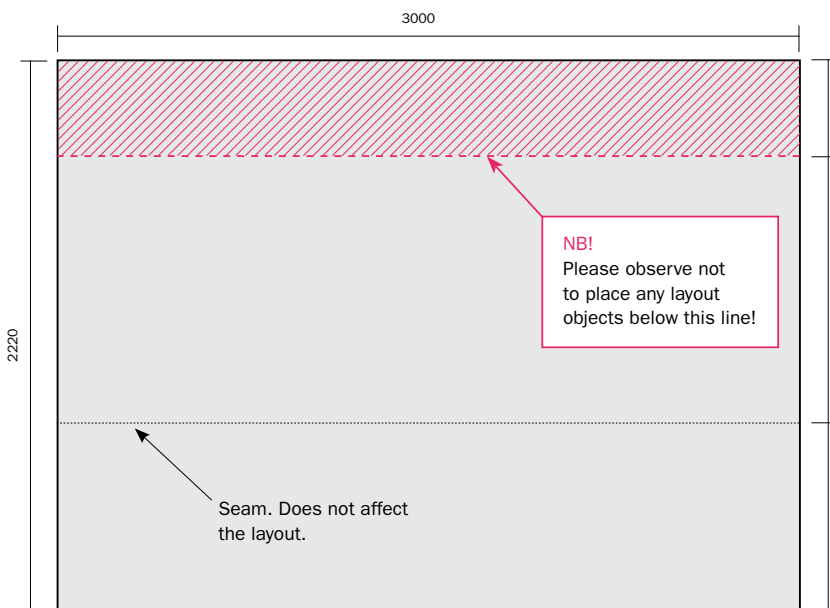 3000
NB!
Please observe not
to place any layout
objects below this line!
2220
Seam. Does not affect
the layout.